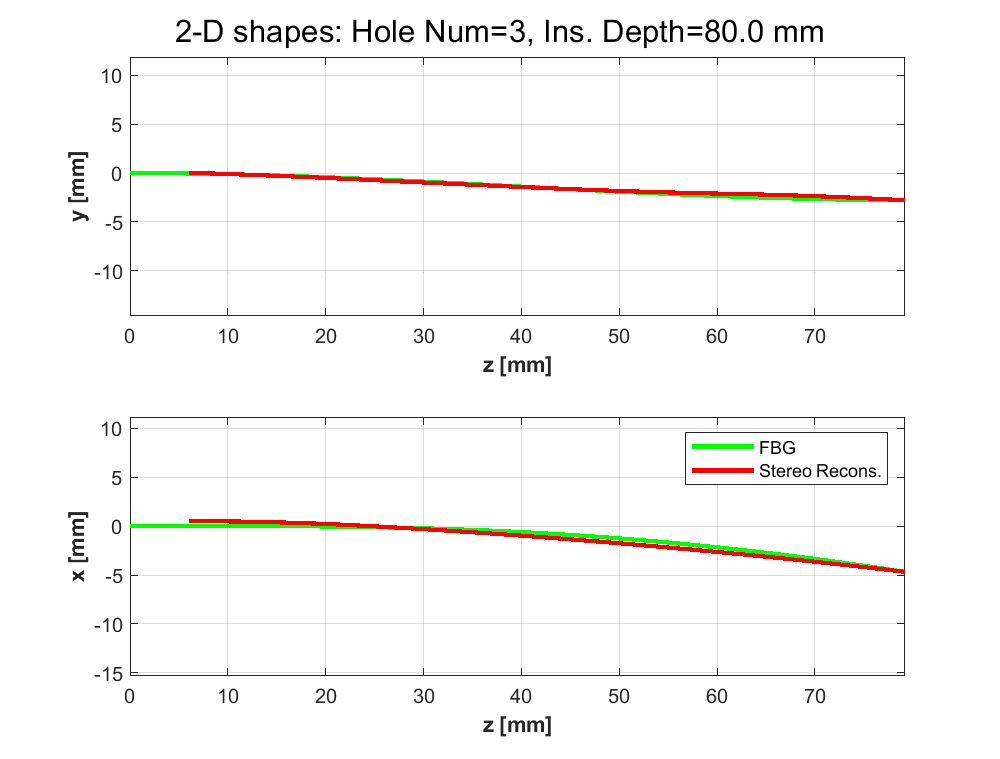 2-D shapes: Hole Num=3, Ins. Depth=80.0 mm
10
5
0
-5
-10
y [mm]
0 10 20 30 40 50 60 70
z [mm]
10
5
0
-5
-10
-15
x [mm]
FBG
Stereo Recons.
0 10 20 30 40 50 60 70
z [mm]